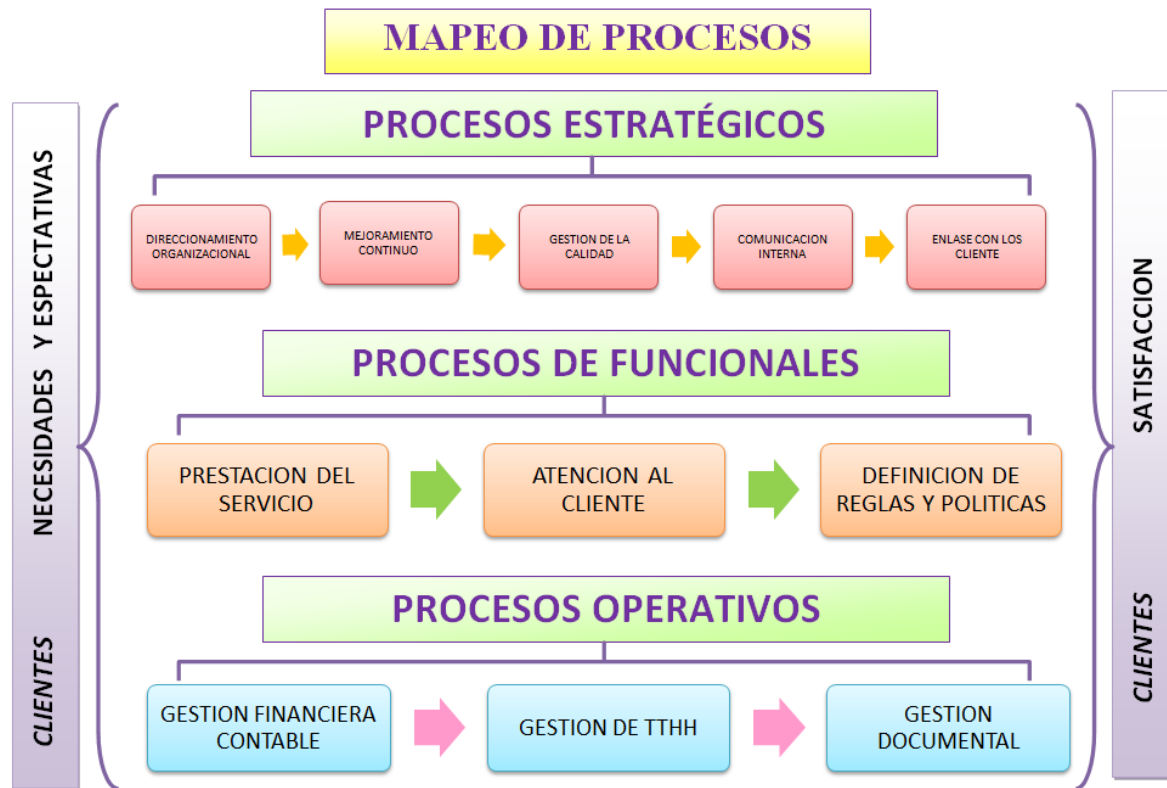 MAPEO DE PROCESOS
CLIENTES NECESIDADES Y ESPECTATIVAS
PROCESOS ESTRATÉGICOS
DIRECCIONAMIENTO
ORGANIZACIONAL
MEJORAMIENTO
CONTINUO
GESTION DE LA
CALIDAD
COMUNICACION
INTERNA
ENLASE CON LOS
CLIENTE
PROCESOS DE FUNCIONALES
PRESTACION DEL
SERVICIO
ATENCION AL
CLIENTE
DEFINICION DE
REGLAS Y POLITICAS
PROCESOS OPERATIVOS
GESTION FINANCIERA
CONTABLE
GESTION DE TTHH
GESTION
DOCUMENTAL
CLIENTES SATISFACCION